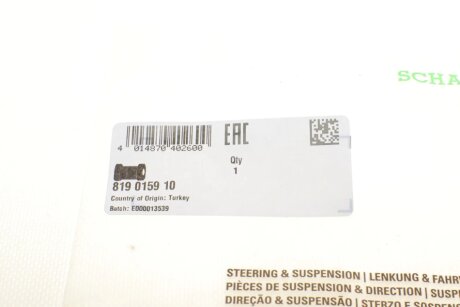 SCHA
EAC
4 014870 402600
Qty
1
819 0159 10
Country of Origin: Turkey
Batch: E000013539
STEERING & SUSPENSION | LENKUNG & FAHR
PIÈCES DE SUSPENSION & DIRECTION | SUSP
DIREÇÃO & SUSPENSÃO | STERZO E SOSPEN